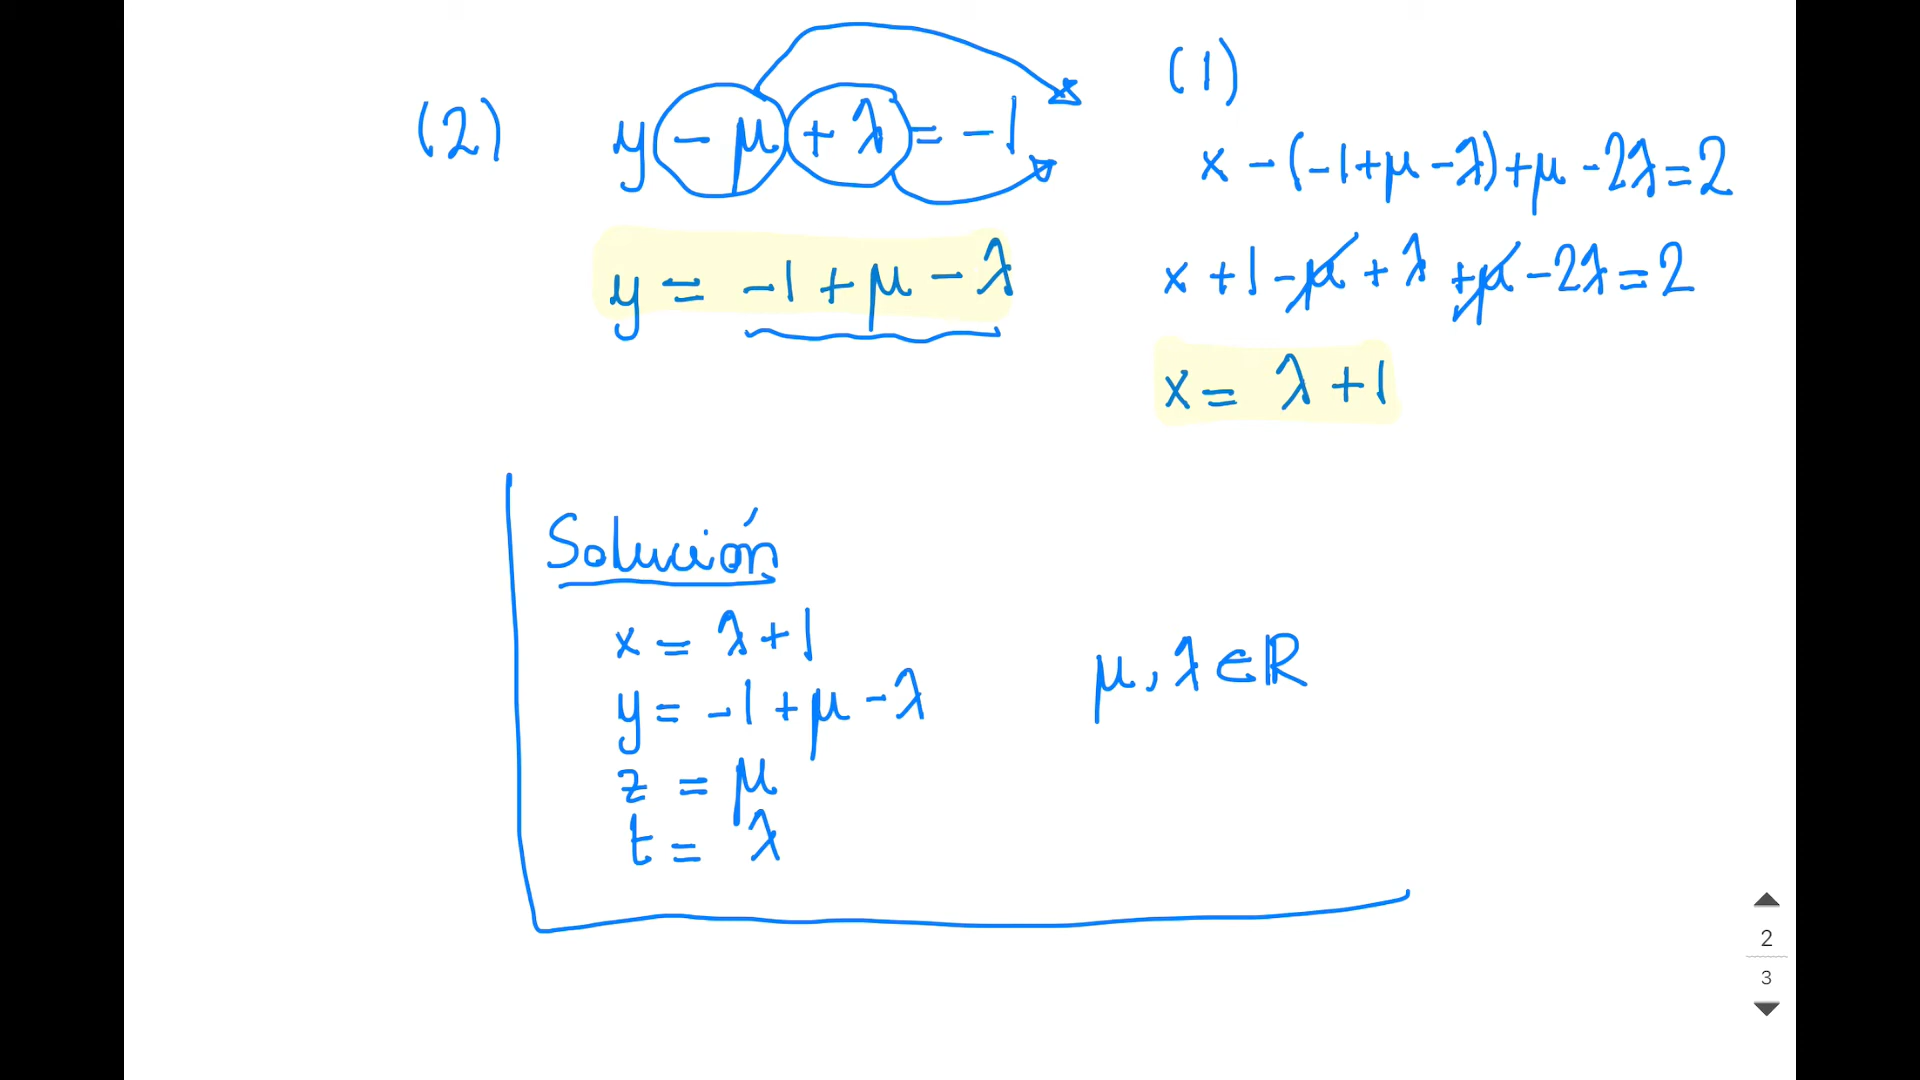 (2) y - μ + λ = -1
y = -1 + μ - λ
(1)
x - (-1 + μ - λ) + μ - 2λ = 2
x + 1 - μ + λ + μ - 2λ = 2
x = λ + 1
Solución
x = λ + 1
y = -1 + μ - λ
z = μ
t = λ
μ, λ ∈ ℝ
2
3